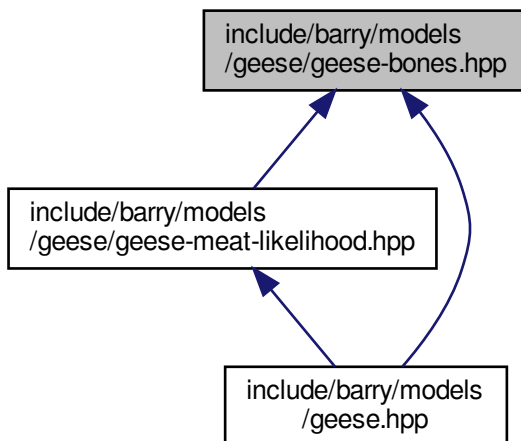 include/barry/models
/geese/geese-bones.hpp
include/barry/models
/geese/geese-meat-likelihood.hpp
include/barry/models
/geese.hpp